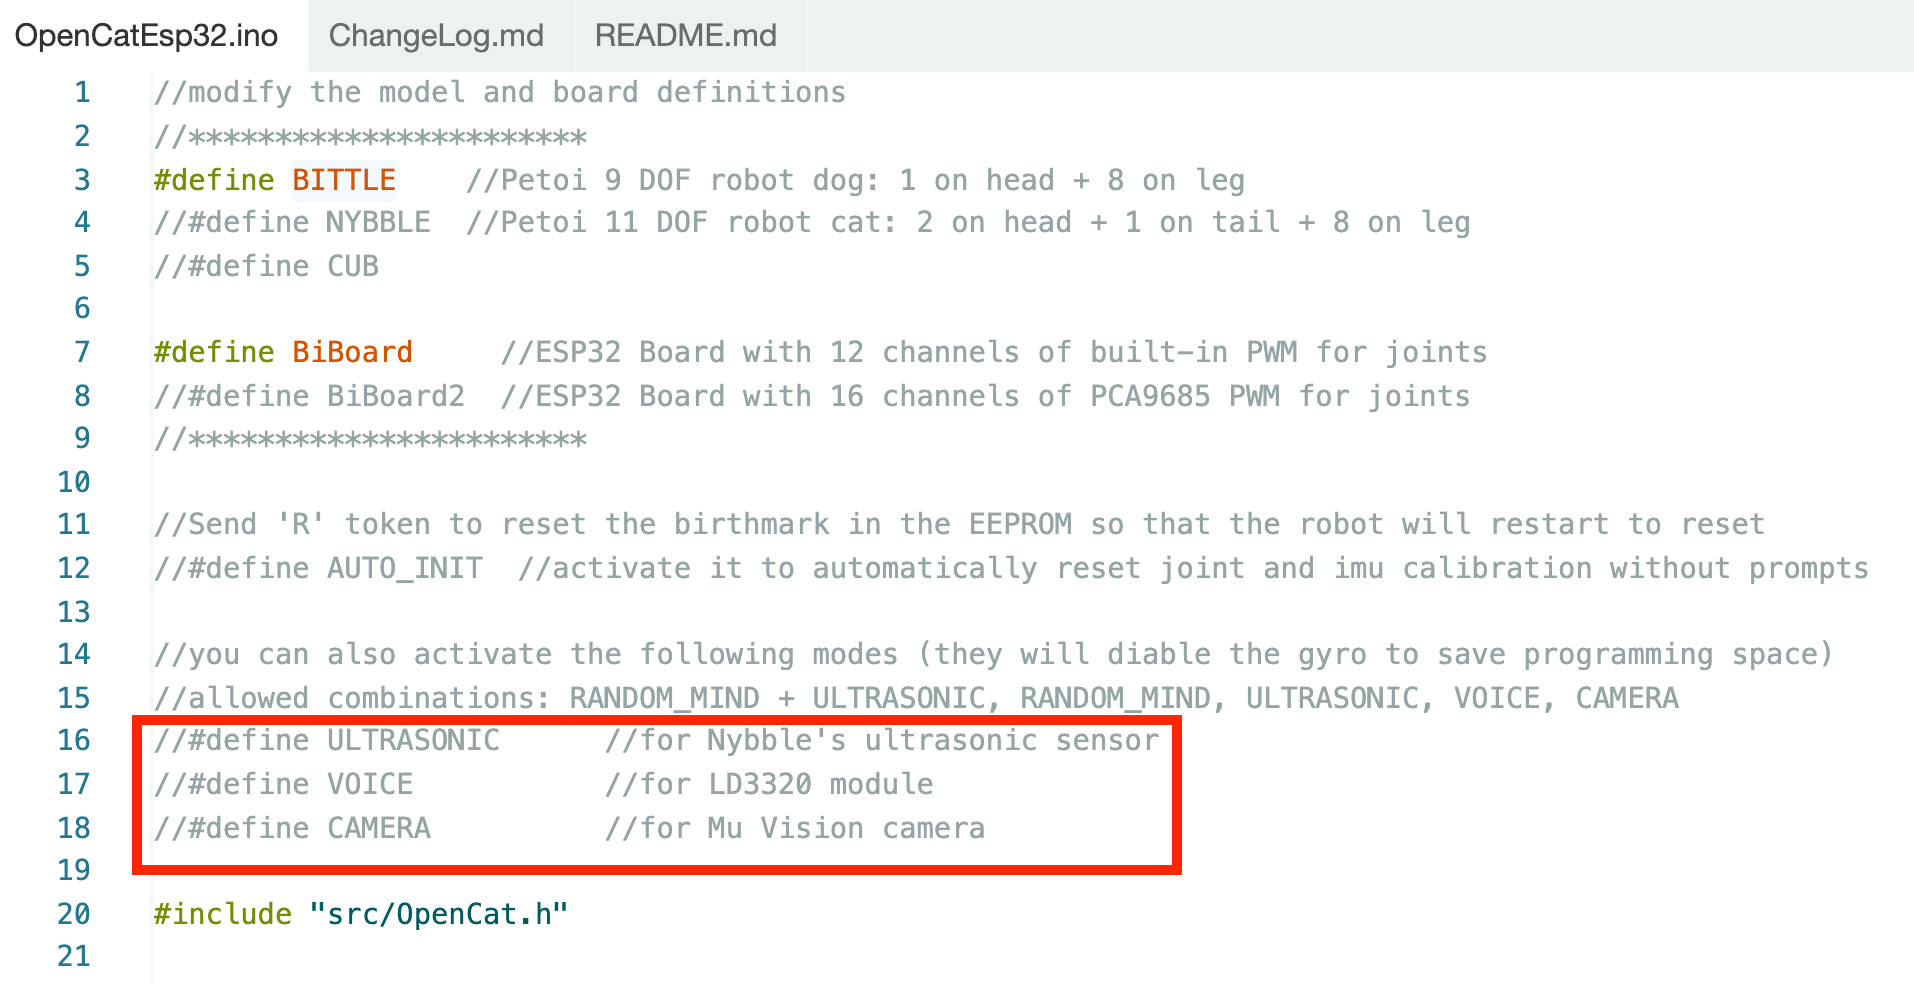 OpenCatEsp32.ino ChangeLog.md README.md
1 //modify the model and board definitions
2 //***********************
3 #define BITTLE //Petoi 9 DOF robot dog: 1 on head + 8 on leg
4 //#define NYBBLE //Petoi 11 DOF robot cat: 2 on head + 1 on tail + 8 on leg
5 //#define CUB
6
7 #define BiBoard //ESP32 Board with 12 channels of built-in PWM for joints
8 //#define BiBoard2 //ESP32 Board with 16 channels of PCA9685 PWM for joints
9 //***********************
10
11 //Send 'R' token to reset the birthmark in the EEPROM so that the robot will restart to reset
12 //#define AUTO_INIT //activate it to automatically reset joint and imu calibration without prompts
13
14 //you can also activate the following modes (they will diable the gyro to save programming space)
15 //allowed combinations: RANDOM_MIND + ULTRASONIC, RANDOM_MIND, ULTRASONIC, VOICE, CAMERA
16 //#define ULTRASONIC //for Nybble's ultrasonic sensor
17 //#define VOICE //for LD3320 module
18 //#define CAMERA //for Mu Vision camera
19
20 #include "src/OpenCat.h"
21